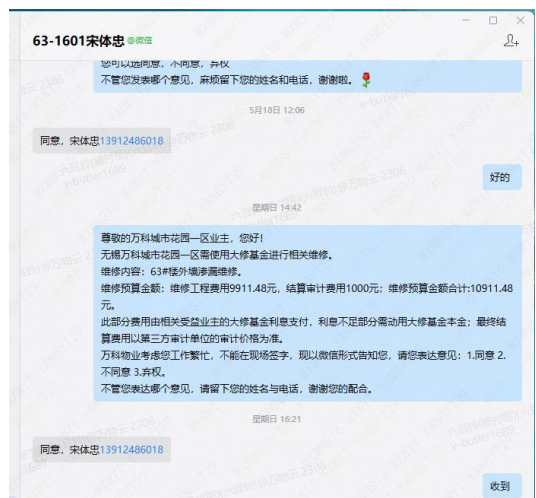 63-1601宋体忠 @微信
您可以选同意，不同意，弃权
不管您发表哪个意见，麻烦留下您的姓名和电话，谢谢啦。
5月18日 12:06
同意，宋体忠13912486018
好的
星期日 14:42
尊敬的万科城市花园一区业主，您好！
无锡万科城市花园一区需使用大修基金进行相关维修。
维修内容：63#楼外墙渗漏维修。
维修预算金额：维修工程费用9911.48元，结算审计费用1000元；维修预算金额合计:10911.48
元。
此部分费用由相关受益业主的大修基金利息支付，利息不足部分需动用大修基金本金；最终结
算费用以第三方审计单位的审计价格为准。
万科物业考虑您工作繁忙，不能在现场签字，现以微信形式告知您，请您表达意见：1.同意 2.
不同意 3.弃权。
不管您表达哪个意见，请留下您的姓名与电话，谢谢您的配合。
星期日 16:21
同意，宋体忠13912486018
收到